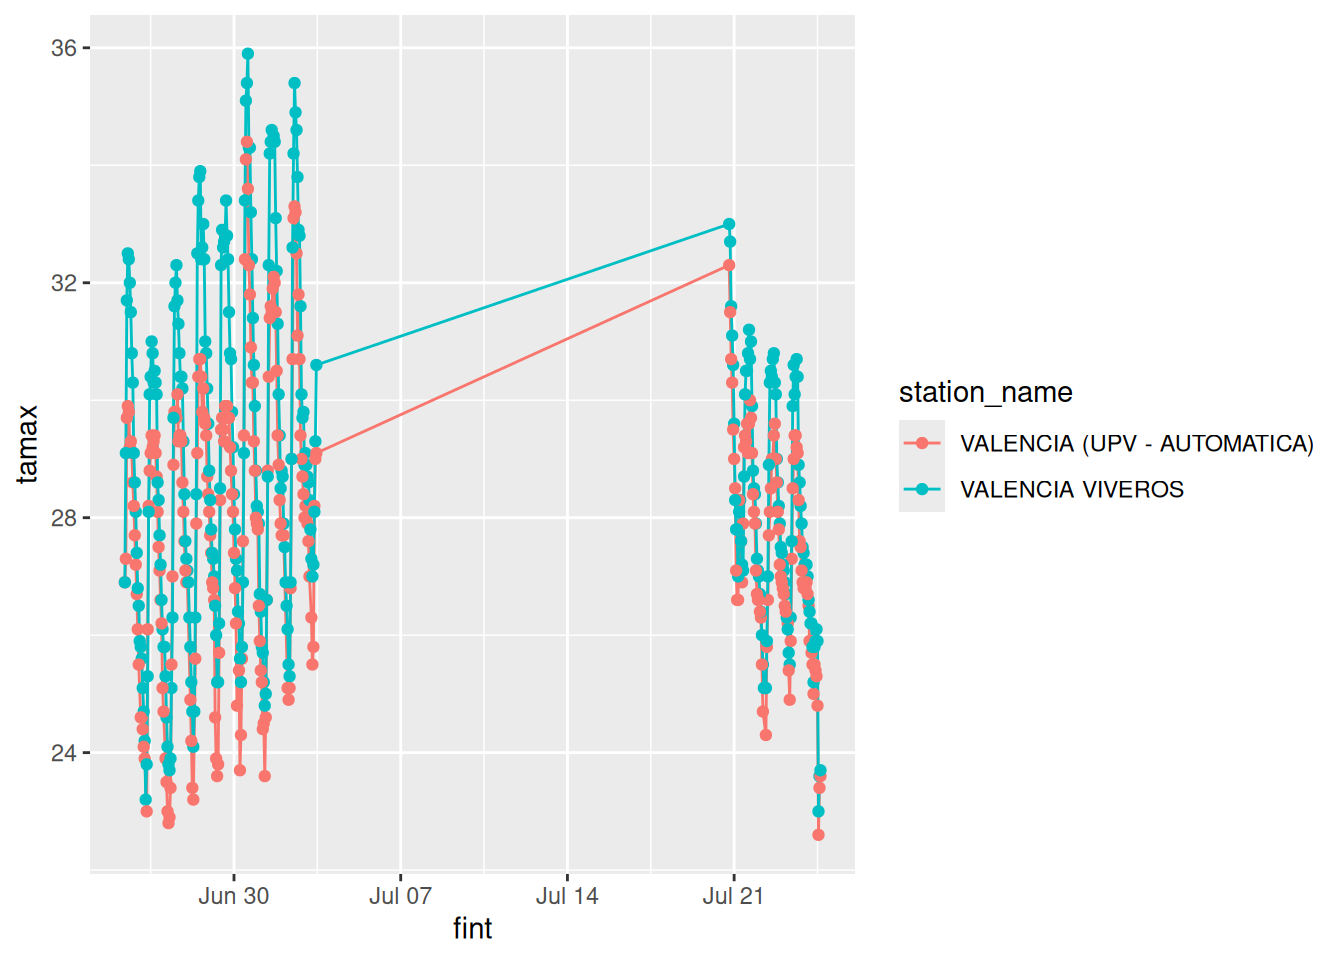 36
32
28
24
tamax
Jun 30
Jul 07
Jul 14
Jul 21
fint
station_name
VALENCIA (UPV - AUTOMATICA)
VALENCIA VIVEROS